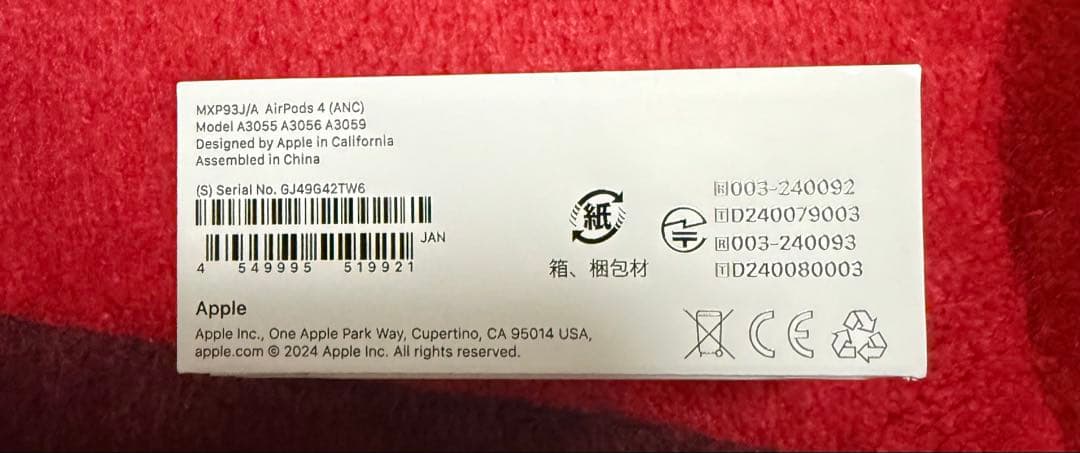 MXP93J/A AirPods 4 (ANC)
Model A3055 A3056 A3059
Designed by Apple in California
Assembled in China
(S) Serial No. GJ49G42TW6
JAN
4 549995 519921
紙
箱、梱包材
R 003-240092
T D240079003
R 003-240093
T D240080003
Apple
Apple Inc., One Apple Park Way, Cupertino, CA 95014 USA,
apple.com © 2024 Apple Inc. All rights reserved.
CE